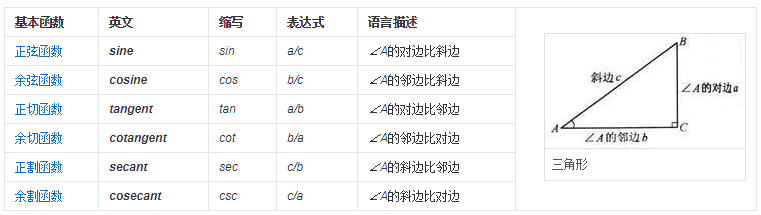 基本函数 英文 缩写 表达式 语言描述
正弦函数 sine sin a/c ∠A的对边比斜边
余弦函数 cosine cos b/c ∠A的邻边比斜边
正切函数 tangent tan a/b ∠A的对边比邻边
余切函数 cotangent cot b/a ∠A的邻边比对边
正割函数 secant sec c/b ∠A的斜边比邻边
余割函数 cosecant csc c/a ∠A的斜边比对边
B
斜边c
∠A的对边a
A
C
∠A的邻边b
三角形